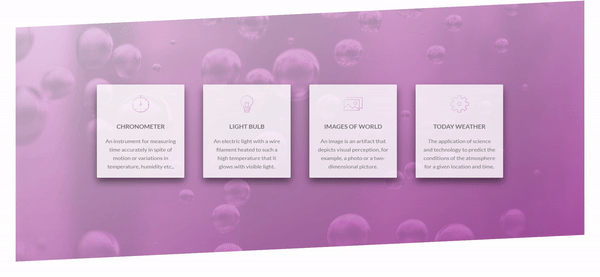 CHRONOMETER
An instrument for measuring
time accurately in spite of
motion or variations in
temperature, humidity etc..
LIGHT BULB
An electric light with a wire
filament heated to such a
high temperature that it
glows with visible light.
IMAGES OF WORLD
An image is an artifact that
depicts visual perception, for
example, a photo or a two-
dimensional picture.
TODAY WEATHER
The application of science
and technology to predict the
conditions of the atmosphere
for a given location and time.